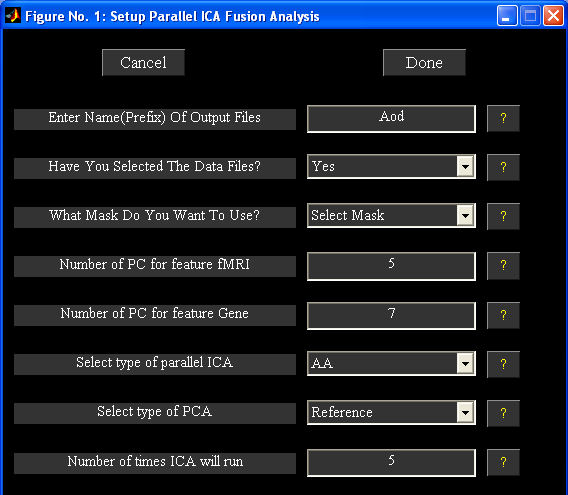 Figure No. 1: Setup Parallel ICA Fusion Analysis
Cancel Done
Enter Name(Prefix) Of Output Files Aod ?
Have You Selected The Data Files? Yes ?
What Mask Do You Want To Use? Select Mask ?
Number of PC for feature fMRI 5 ?
Number of PC for feature Gene 7 ?
Select type of parallel ICA AA ?
Select type of PCA Reference ?
Number of times ICA will run 5 ?